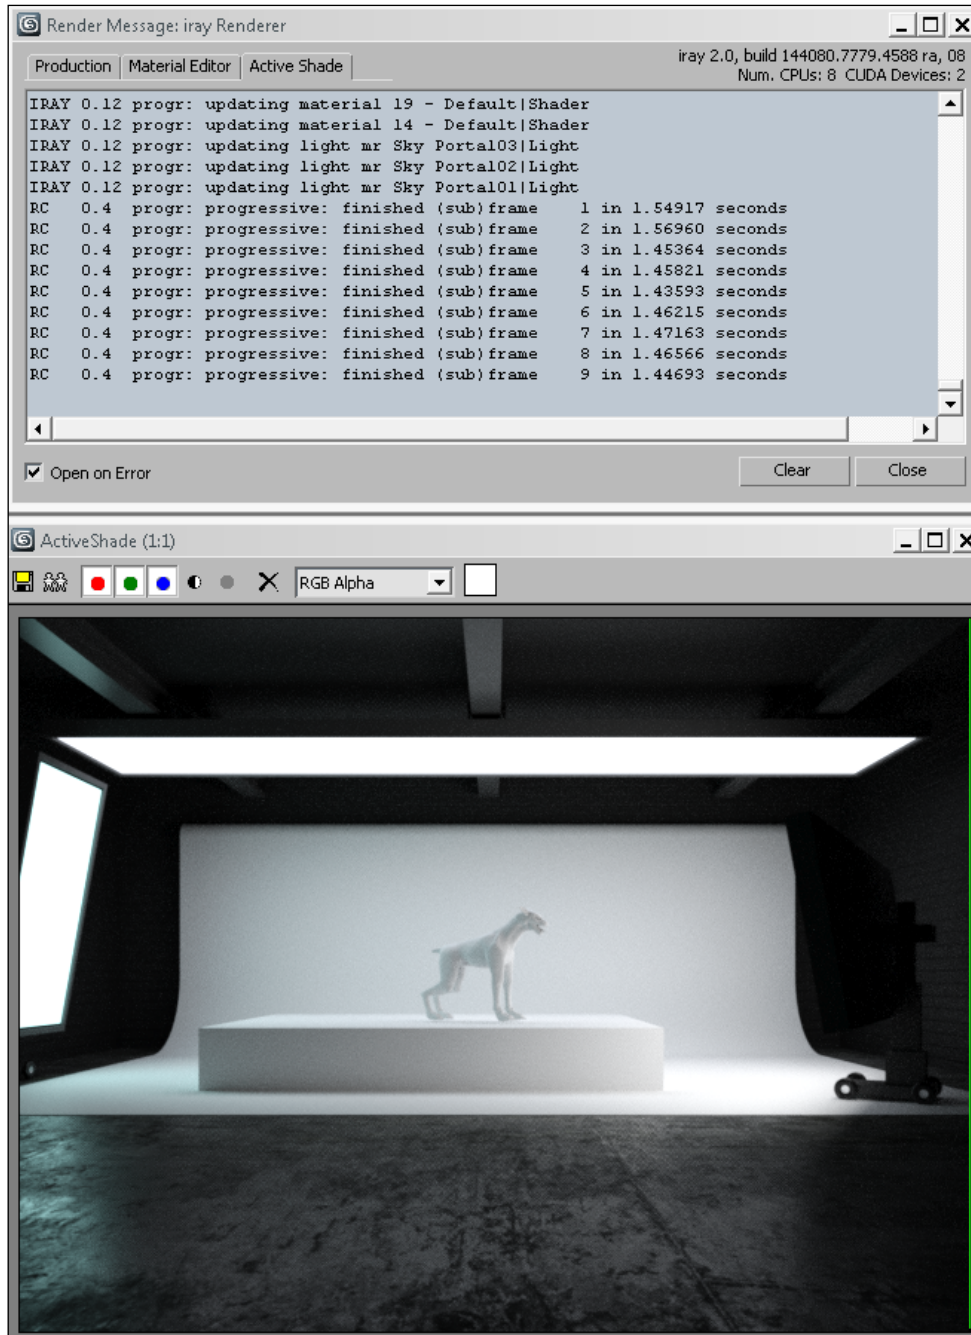 Render Message: iray Renderer
iray 2.0, build 144080.7779.4588 ra, 08
Num. CPUs: 8 CUDA Devices: 2
Production Material Editor Active Shade
IRAY 0.12 progr: updating material 19 - Default|Shader
IRAY 0.12 progr: updating material 14 - Default|Shader
IRAY 0.12 progr: updating light mr Sky Portal03|Light
IRAY 0.12 progr: updating light mr Sky Portal02|Light
IRAY 0.12 progr: updating light mr Sky Portal01|Light
RC 0.4 progr: progressive: finished (sub)frame 1 in 1.54917 seconds
RC 0.4 progr: progressive: finished (sub)frame 2 in 1.56960 seconds
RC 0.4 progr: progressive: finished (sub)frame 3 in 1.45364 seconds
RC 0.4 progr: progressive: finished (sub)frame 4 in 1.45821 seconds
RC 0.4 progr: progressive: finished (sub)frame 5 in 1.43593 seconds
RC 0.4 progr: progressive: finished (sub)frame 6 in 1.46215 seconds
RC 0.4 progr: progressive: finished (sub)frame 7 in 1.47163 seconds
RC 0.4 progr: progressive: finished (sub)frame 8 in 1.46566 seconds
RC 0.4 progr: progressive: finished (sub)frame 9 in 1.44693 seconds
Open on Error Clear Close
ActiveShade (1:1)
RGB Alpha